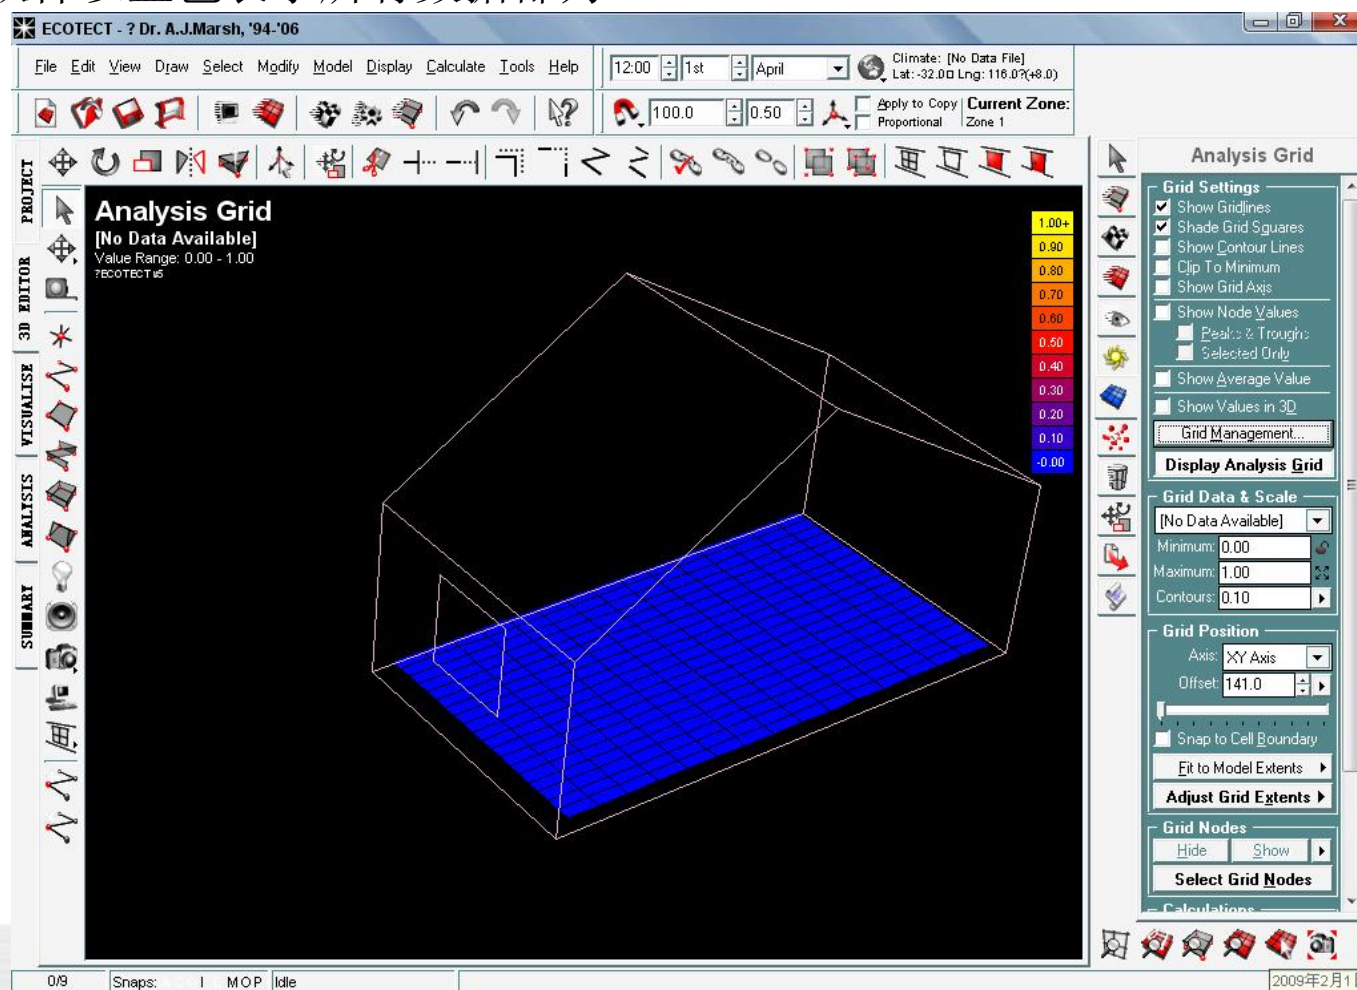 ECOTECT - ? Dr. A.J.Marsh, '94-'06
File Edit View Draw Select Modify Model Display Calculate Tools Help
12:00 1st April
Climate: [No Data File]
Lat: -32.0¤ Lng: 116.0?(+8.0)
100.0 0.50
Apply to Copy
Proportional
Current Zone:
Zone 1
PROJECT
3D EDITOR
VISUALISE
ANALYSIS
SUMMARY
Analysis Grid
[No Data Available]
Value Range: 0.00 - 1.00
?ECOTECT v5
1.00+
0.90
0.80
0.70
0.60
0.50
0.40
0.30
0.20
0.10
-0.00
Analysis Grid
Grid Settings
Show Gridlines
Shade Grid Squares
Show Contour Lines
Clip To Minimum
Show Grid Axis
Show Node Values
Peaks & Troughs
Selected Only
Show Average Value
Show Values in 3D
Grid Management...
Display Analysis Grid
Grid Data & Scale
[No Data Available]
Minimum: 0.00
Maximum: 1.00
Contours: 0.10
Grid Position
Axis: XY Axis
Offset: 141.0
Snap to Cell Boundary
Fit to Model Extents
Adjust Grid Extents
Grid Nodes
Hide Show
Select Grid Nodes
Calculations
0/9 Snaps: I M O P Idle
2009年2月1